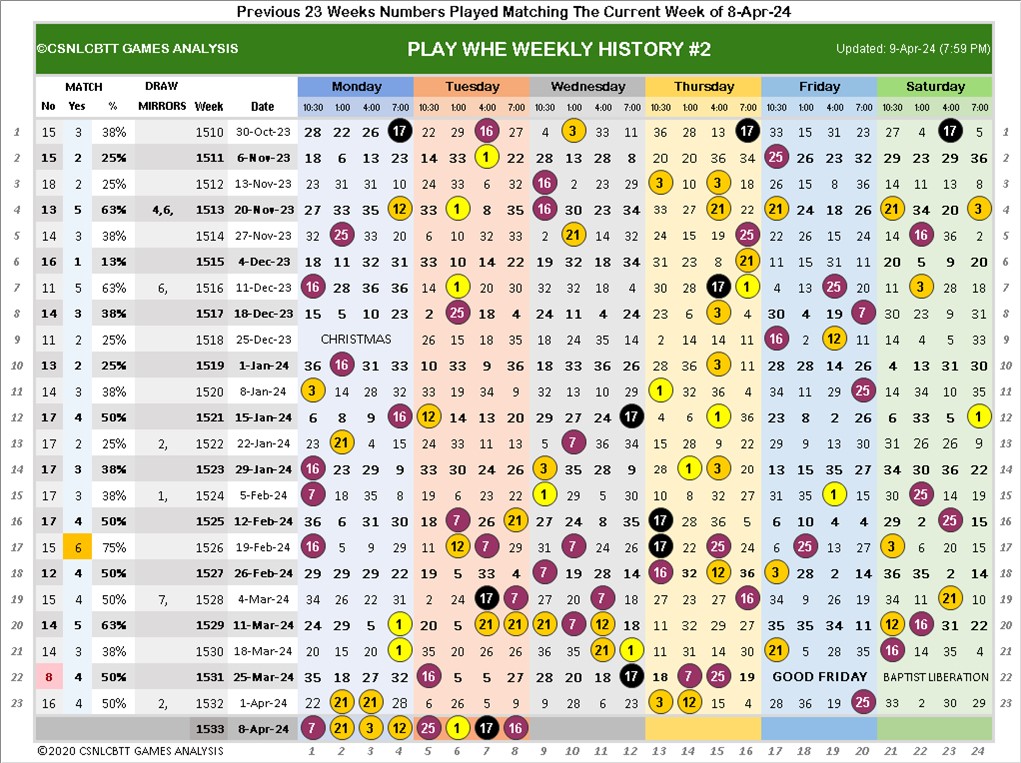 Previous 23 Weeks Numbers Played Matching The Current Week of 8-Apr-24
©CSNLCBTT GAMES ANALYSIS PLAY WHE WEEKLY HISTORY #2 Updated: 9-Apr-24 (7:59 PM)
MATCH DRAW Monday Tuesday Wednesday Thursday Friday Saturday
No Yes % MIRRORS Week Date 10:30 1:00 4:00 7:00 10:30 1:00 4:00 7:00 10:30 1:00 4:00 7:00 10:30 1:00 4:00 7:00 10:30 1:00 4:00 7:00 10:30 1:00 4:00 7:00
1 15 3 38% 1510 30-Oct-23 28 22 26 17 22 29 16 27 4 3 33 11 36 28 13 16 33 15 31 23 27 4 23 5 1
2 15 2 25% 1511 6-Nov-23 18 6 13 23 14 33 1 22 28 13 28 8 20 20 36 34 25 26 23 32 29 23 29 36 2
3 18 2 25% 1512 13-Nov-23 23 31 31 10 24 33 6 32 16 2 23 29 3 10 3 18 26 15 8 36 14 11 13 8 3
4 13 5 63% 4,6, 1513 20-Nov-23 27 33 35 12 33 1 8 35 16 30 23 34 33 27 21 22 21 24 18 26 21 34 20 3 4
5 14 3 38% 1514 27-Nov-23 32 25 33 20 6 10 32 33 2 21 14 32 24 15 19 25 22 26 15 24 14 16 36 2 5
6 16 1 13% 1515 4-Dec-23 18 11 32 31 33 10 14 22 19 32 18 34 31 23 8 21 11 15 31 11 20 5 9 20 6
7 11 5 63% 6, 1516 11-Dec-23 16 28 36 36 14 1 20 30 32 32 18 4 30 28 17 1 4 13 25 20 11 3 28 28 7
8 14 3 38% 1517 18-Dec-23 15 5 10 23 2 25 18 4 24 11 4 24 23 6 3 4 30 4 19 7 30 23 9 31 8
9 11 2 25% 1518 25-Dec-23 CHRISTMAS 26 15 18 35 18 24 35 14 2 14 14 11 16 2 12 11 14 4 5 33 9
10 13 2 25% 1519 1-Jan-24 36 16 31 33 10 33 9 36 18 33 36 26 28 36 3 11 28 28 14 26 4 13 31 30 10
11 14 3 38% 1520 8-Jan-24 3 14 28 32 33 19 34 9 32 13 10 29 1 32 36 4 34 11 29 25 14 34 10 35 11
12 17 4 50% 1521 15-Jan-24 6 8 9 16 12 14 13 20 29 27 24 17 4 6 1 36 23 8 2 26 6 33 5 1 12
13 17 2 25% 2, 1522 22-Jan-24 23 21 4 15 24 33 11 13 5 7 36 34 15 28 9 22 13 20 30 35 31 26 26 9 13
14 17 3 38% 1523 29-Jan-24 16 23 29 9 33 30 24 26 3 35 28 9 28 1 3 20 13 15 35 27 34 30 36 22 14
15 17 3 38% 1, 1524 5-Feb-24 7 18 35 8 19 6 23 22 1 29 5 30 10 8 32 27 31 35 1 15 30 22 14 19 15
16 17 4 50% 1525 12-Feb-24 36 6 31 30 18 7 26 21 27 24 8 35 17 28 36 5 6 10 4 4 29 2 23 15 16
17 15 6 75% 1526 19-Feb-24 16 5 9 29 11 12 7 29 31 7 24 26 17 22 25 24 18 25 13 27 3 6 20 15 17
18 12 4 50% 1527 26-Feb-24 29 29 29 22 19 5 33 4 7 19 28 14 16 32 12 36 3 28 2 14 36 35 2 14 18
19 15 4 50% 7, 1528 4-Mar-24 34 26 22 31 2 24 17 7 27 20 7 18 27 23 27 16 34 9 26 19 34 11 21 10 19
20 14 5 63% 1529 11-Mar-24 24 29 5 1 20 5 21 21 21 7 12 18 11 32 29 27 35 35 34 11 12 16 31 22 20
21 14 3 38% 1530 18-Mar-24 20 15 20 1 35 20 26 26 11 36 21 1 11 31 14 30 21 5 28 35 16 14 35 4 21
22 8 4 50% 1531 25-Mar-24 35 18 27 32 16 5 4 27 28 20 18 17 18 7 25 19 GOOD FRIDAY BAPTIST LIBERATION 22
23 16 4 50% 2, 1532 1-Apr-24 32 21 21 28 6 26 5 9 9 5 34 26 3 12 15 4 28 36 19 25 33 2 30 29 23
1533 8-Apr-24 7 21 3 12 25 1 17 16
©2020 CSNLCBTT GAMES ANALYSIS 1 2 3 4 5 6 7 8 9 10 11 12 13 14 15 16 17 18 19 20 21 22 23 24